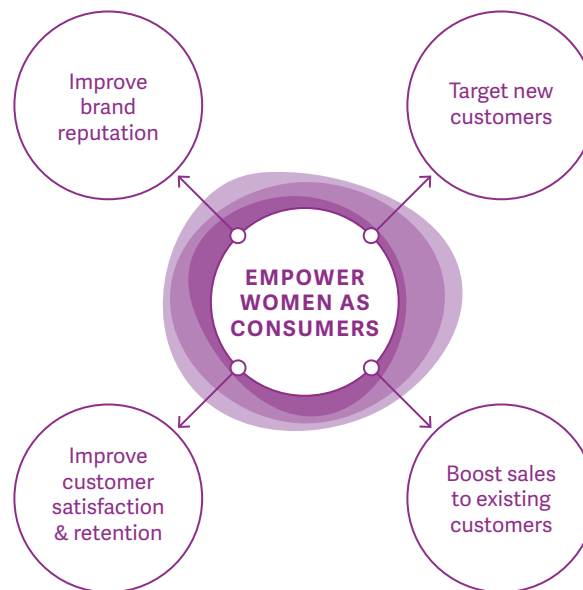 Improve
brand
reputation
Target new
customers
EMPOWER
WOMEN AS
CONSUMERS
Improve
customer
satisfaction
& retention
Boost sales
to existing
customers